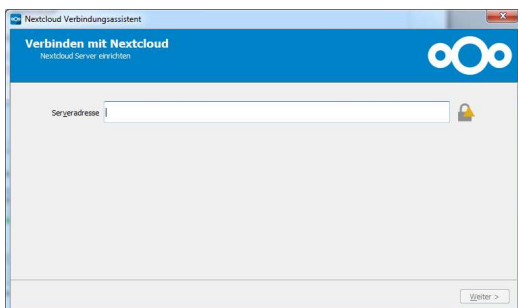 Nextcloud Verbindungsassistent
Verbinden mit Nextcloud
Nextcloud Server einrichten
Serveradresse
Weiter >